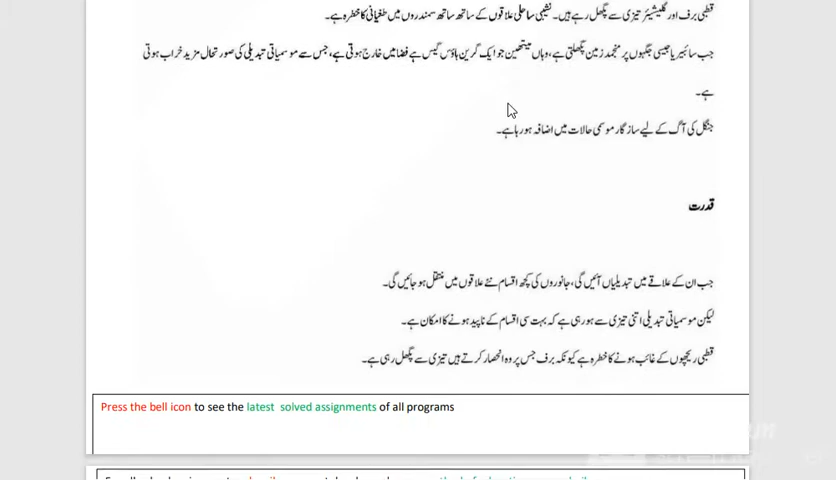 قطبی برف اور گلیشیئر تیزی سے پگھل رہے ہیں۔ نشیبی ساحلی علاقوں کے ساتھ ساتھ سمندروں میں طغیانی کا خطرہ ہے۔
جب سائبیریا جیسی جگہوں پر منجمد زمین پگھلتی ہے، وہاں میتھین جو ایک گرین ہاؤس گیس ہے فضا میں خارج ہوتی ہے، جس سے موسمیاتی تبدیلی کی صورتحال مزید خراب ہوتی
ہے۔
جنگل کی آگ کے لیے سازگار موسمی حالات میں اضافہ ہو رہا ہے۔
قدرت
جب ان کے علاقے میں تبدیلیاں آئیں گی، جانوروں کی کچھ اقسام نئے علاقوں میں منتقل ہو جائیں گی۔
لیکن موسمیاتی تبدیلی اتنی تیزی سے ہو رہی ہے کہ بہت سی اقسام کے ناپید ہونے کا امکان ہے۔
قطبی ریچھوں کے غائب ہونے کا خطرہ ہے کیونکہ برف جس پر وہ انحصار کرتے ہیں تیزی سے پگھل رہی ہے۔
Press the bell icon to see the latest solved assignments of all programs